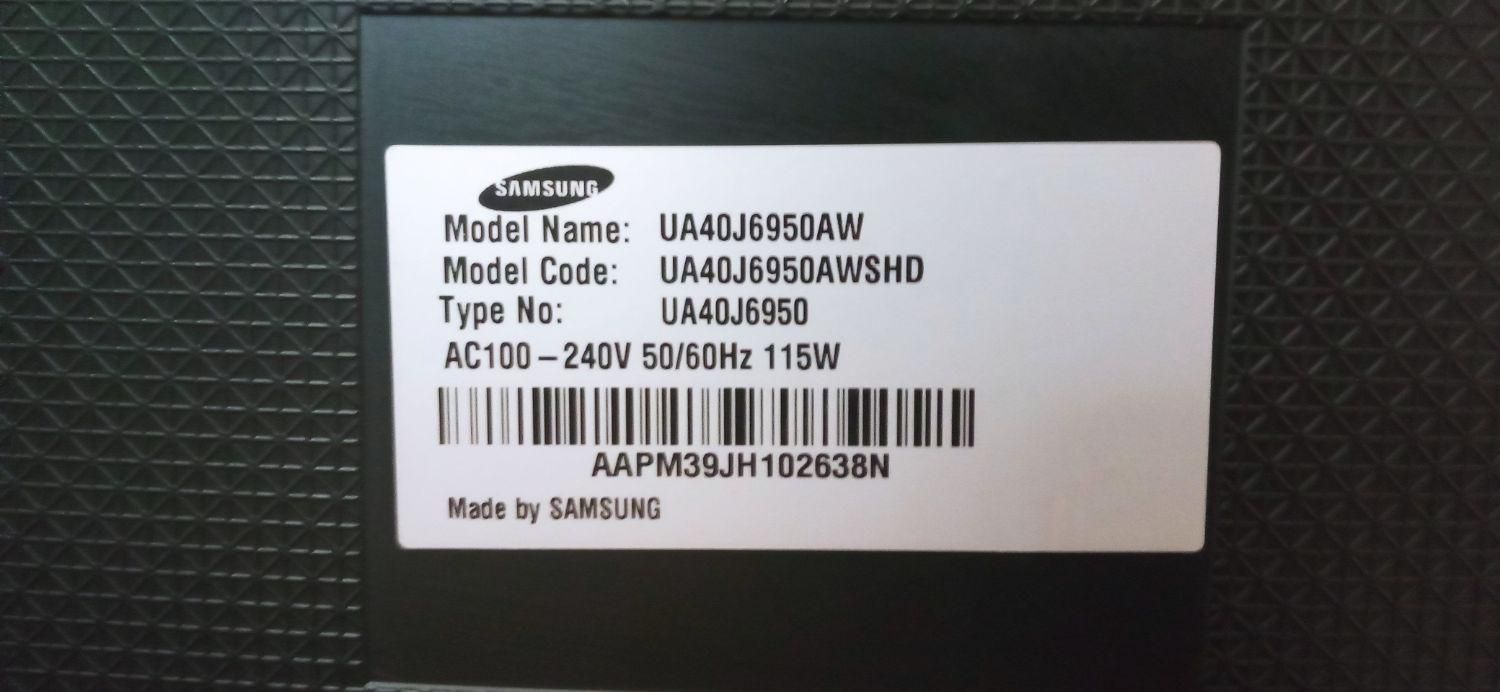 SAMSUNG
Model Name: UA40J6950AW
Model Code: UA40J6950AWSHD
Type No: UA40J6950
AC100 – 240V 50/60Hz 115W
AAPM39JH102638N
Made by SAMSUNG